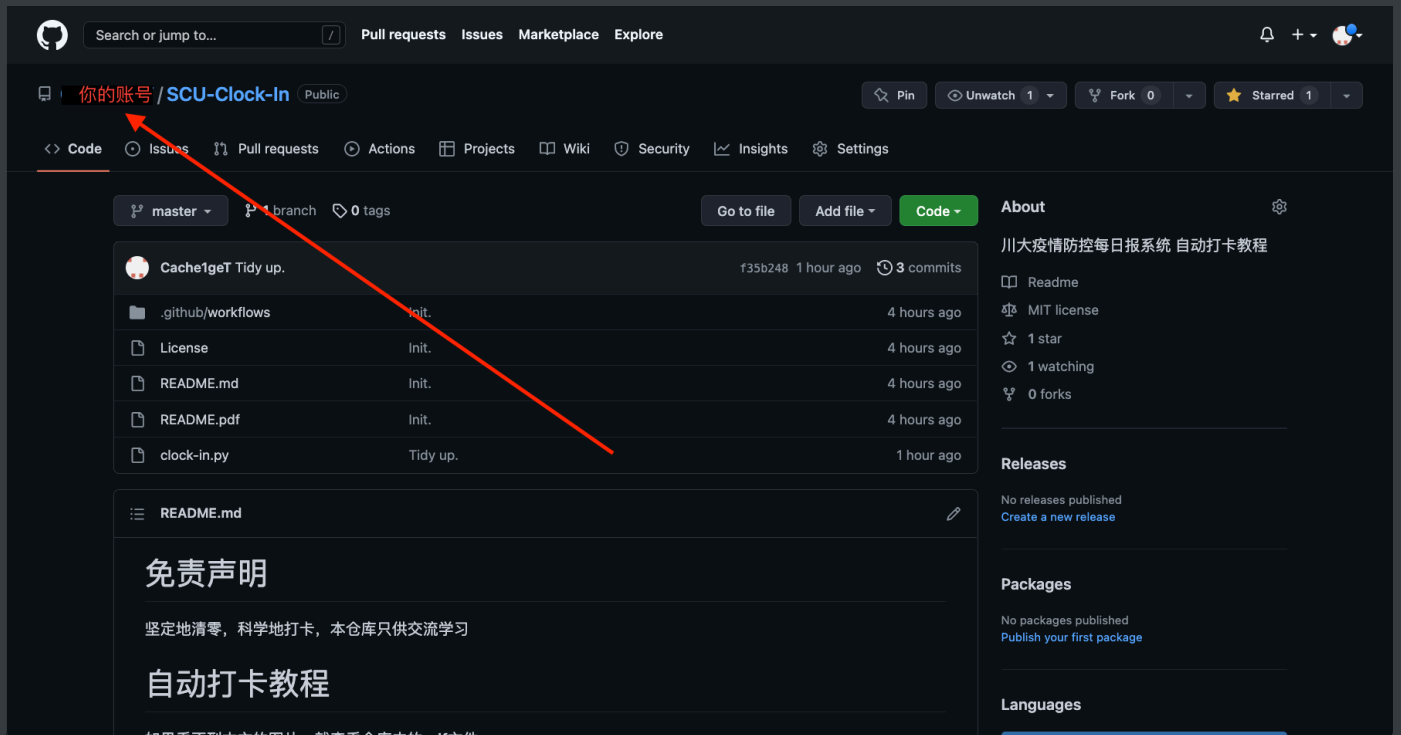 Search or jump to... / Pull requests Issues Marketplace Explore
你的账号/SCU-Clock-In Public Pin Unwatch 1 Fork 0 Starred 1
Code Issues Pull requests Actions Projects Wiki Security Insights Settings
master 1 branch 0 tags Go to file Add file Code
Cache1geT Tidy up. f35b248 1 hour ago 3 commits
.github/workflows Init. 4 hours ago
License Init. 4 hours ago
README.md Init. 4 hours ago
README.pdf Init. 4 hours ago
clock-in.py Tidy up. 1 hour ago
README.md
免责声明
坚定地清零，科学地打卡，本仓库只供交流学习
自动打卡教程
About
川大疫情防控每日报系统 自动打卡教程
Readme
MIT license
1 star
1 watching
0 forks
Releases
No releases published
Create a new release
Packages
No packages published
Publish your first package
Languages